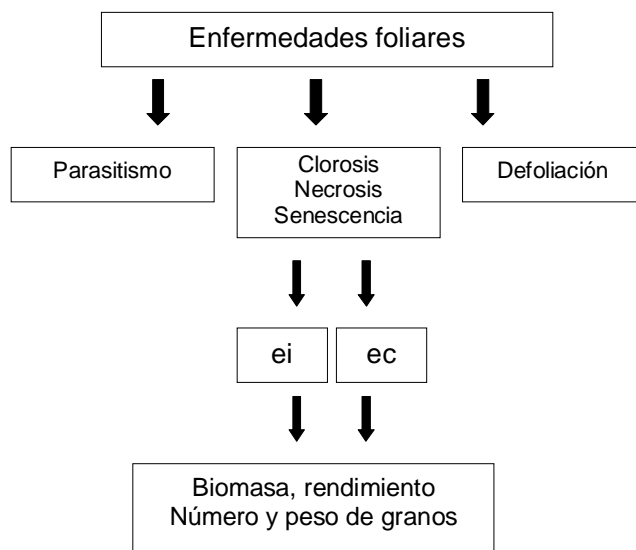 Enfermedades foliares
Parasitismo
Clorosis
Necrosis
Senescencia
Defoliación
ei
ec
Biomasa, rendimiento
Número y peso de granos